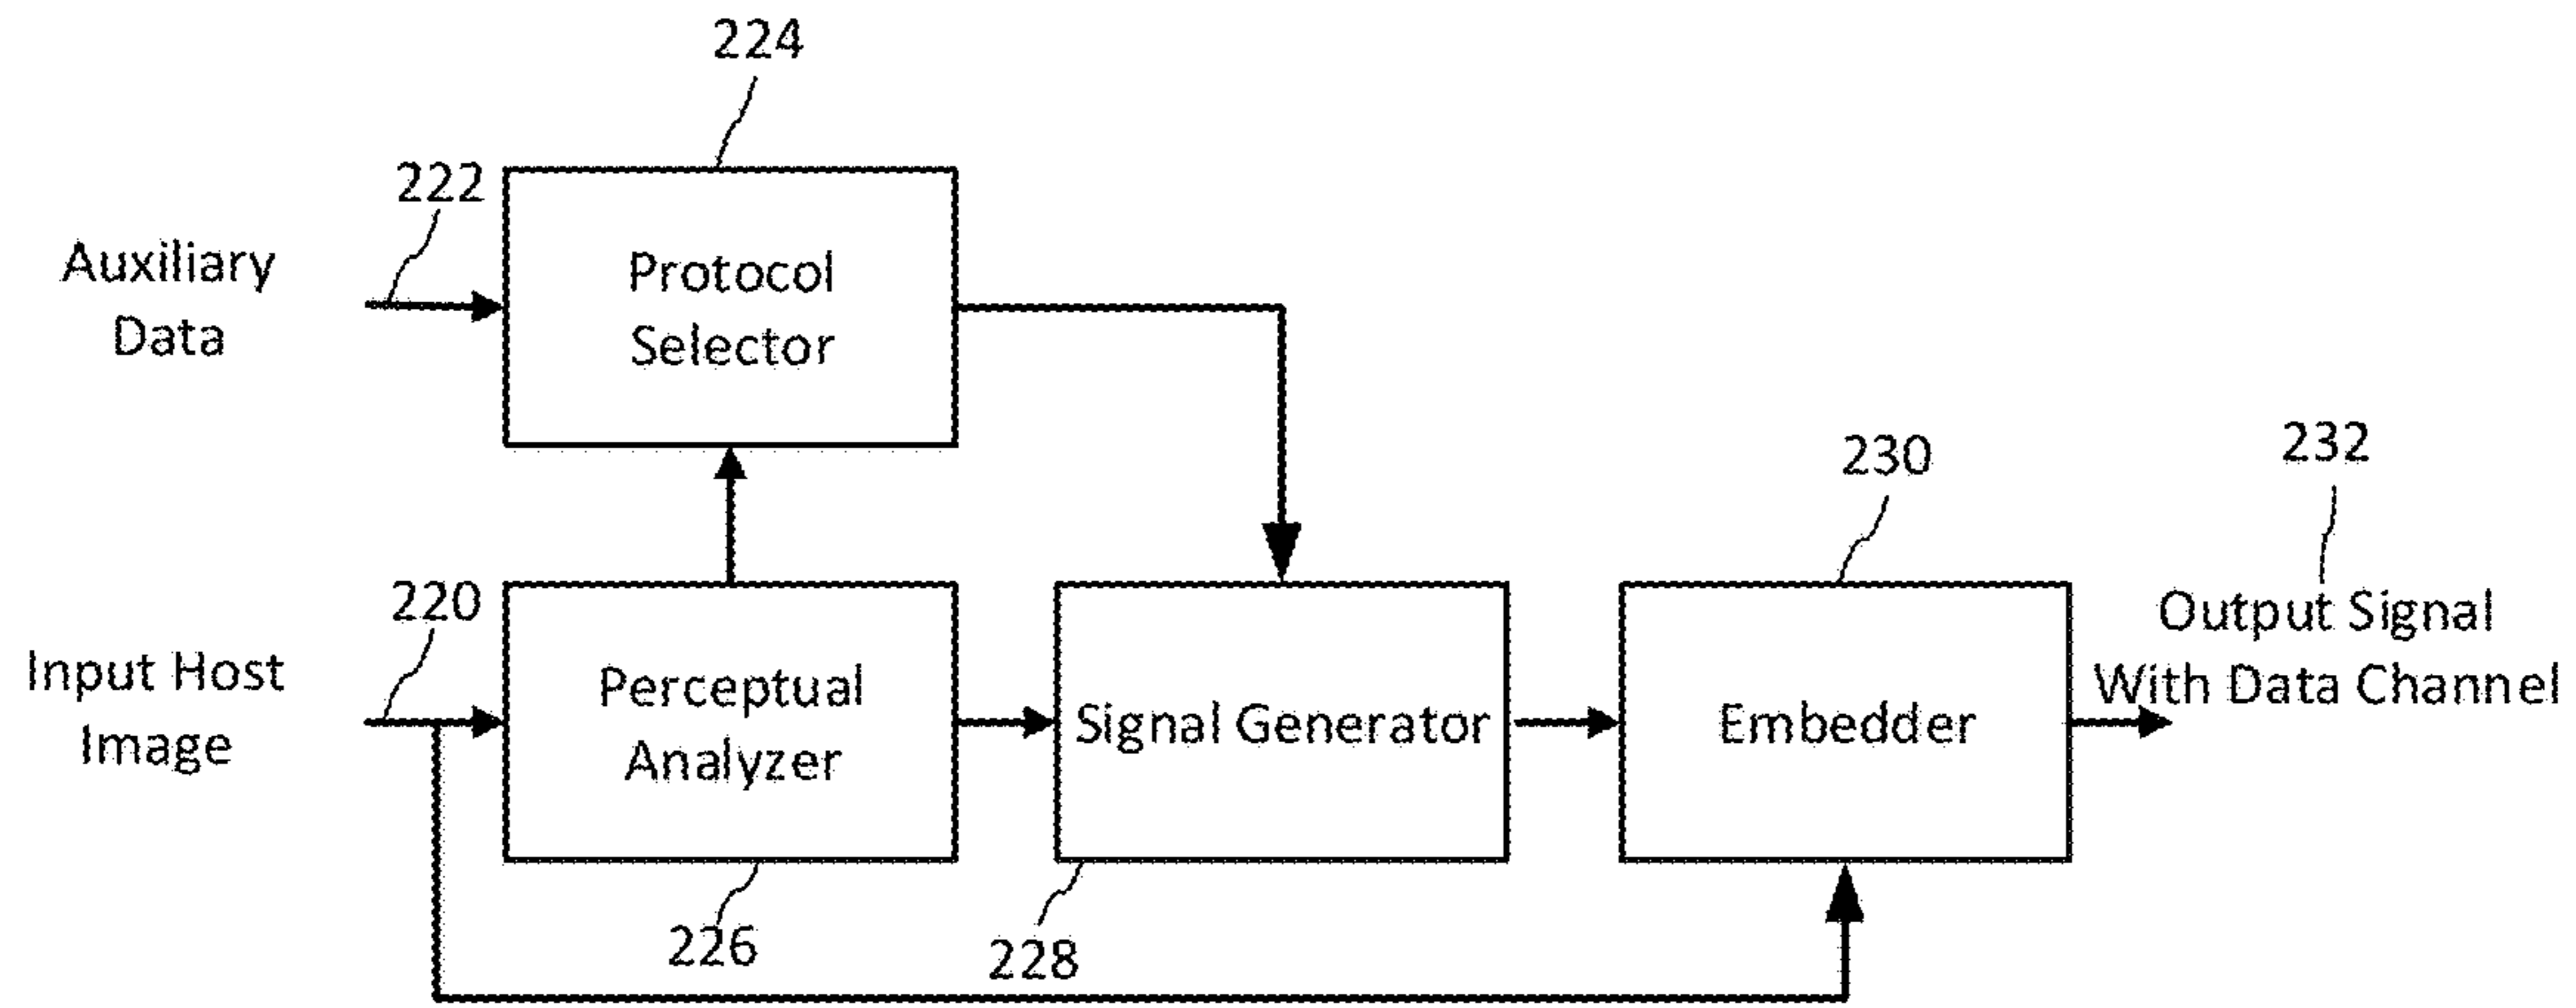 224
222
Auxiliary
Data
Protocol
Selector
230
232
220
Input Host
Image
Perceptual
Analyzer
Signal Generator
Embedder
Output Signal
With Data Channel
226
228